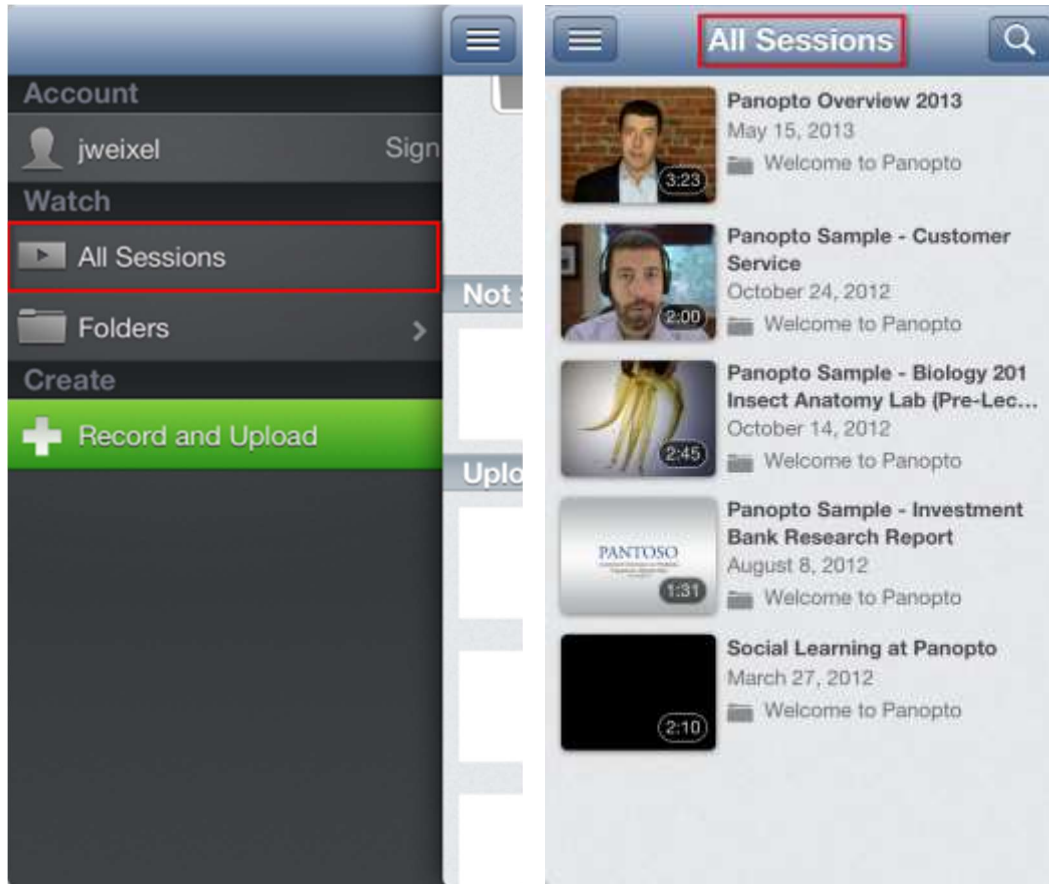 Account
jweixel Sign
Watch
All Sessions
Folders
Create
Record and Upload
Not
Uplo
All Sessions
Panopto Overview 2013
May 15, 2013
Welcome to Panopto
3:23
Panopto Sample - Customer
Service
October 24, 2012
Welcome to Panopto
2:00
Panopto Sample - Biology 201
Insect Anatomy Lab (Pre-Lec...
October 14, 2012
Welcome to Panopto
2:45
Panopto Sample - Investment
Bank Research Report
August 8, 2012
Welcome to Panopto
PANTOSO
1:31
Social Learning at Panopto
March 27, 2012
Welcome to Panopto
2:10